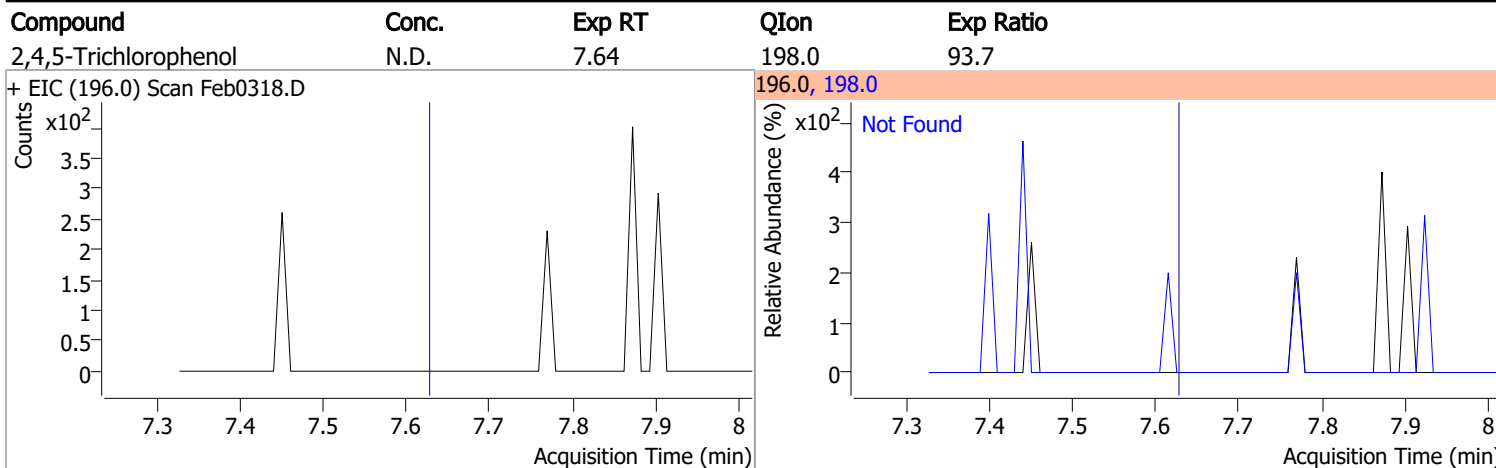 Compound Conc. Exp RT QIon Exp Ratio
2,4,5-Trichlorophenol N.D. 7.64 198.0 93.7
+ EIC (196.0) Scan Feb0318.D
Counts
x10²
3.5
3
2.5
2
1.5
1
0.5
0
7.3 7.4 7.5 7.6 7.7 7.8 7.9 8
Acquisition Time (min)
196.0, 198.0
Relative Abundance (%)
x10²
Not Found
4
3
2
1
0
7.3 7.4 7.5 7.6 7.7 7.8 7.9 8
Acquisition Time (min)